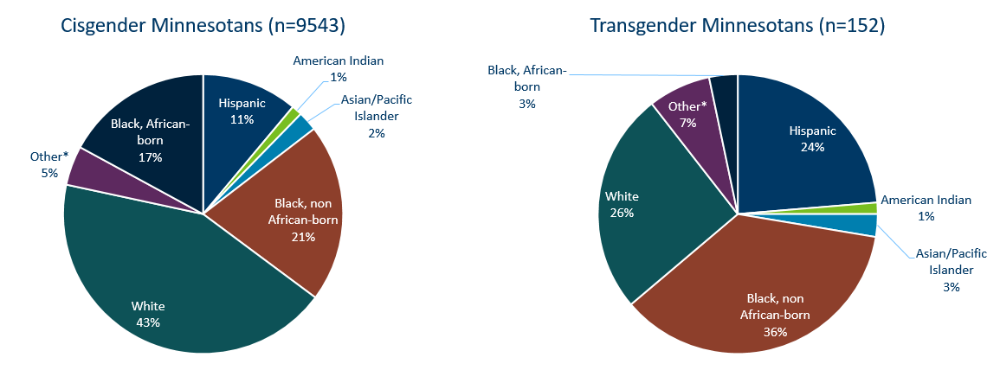 Cisgender Minnesotans (n=9543)
American Indian
1%
Hispanic
11%
Asian/Pacific
Islander
2%
Black, African-
born
17%
Other*
5%
Black, non
African-born
21%
White
43%
Transgender Minnesotans (n=152)
Black, African-
born
3%
Other*
7%
Hispanic
24%
White
26%
American Indian
1%
Asian/Pacific
Islander
3%
Black, non
African-born
36%